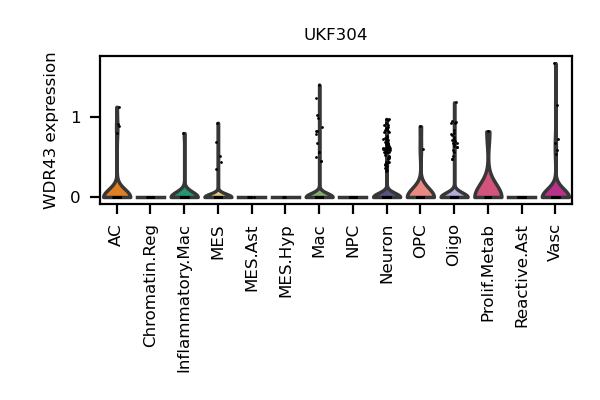 UKF304
WDR43 expression
1
0
AC
Chromatin.Reg
Inflammatory.Mac
MES
MES.Ast
MES.Hyp
Mac
NPC
Neuron
OPC
Oligo
Prolif.Metab
Reactive.Ast
Vasc